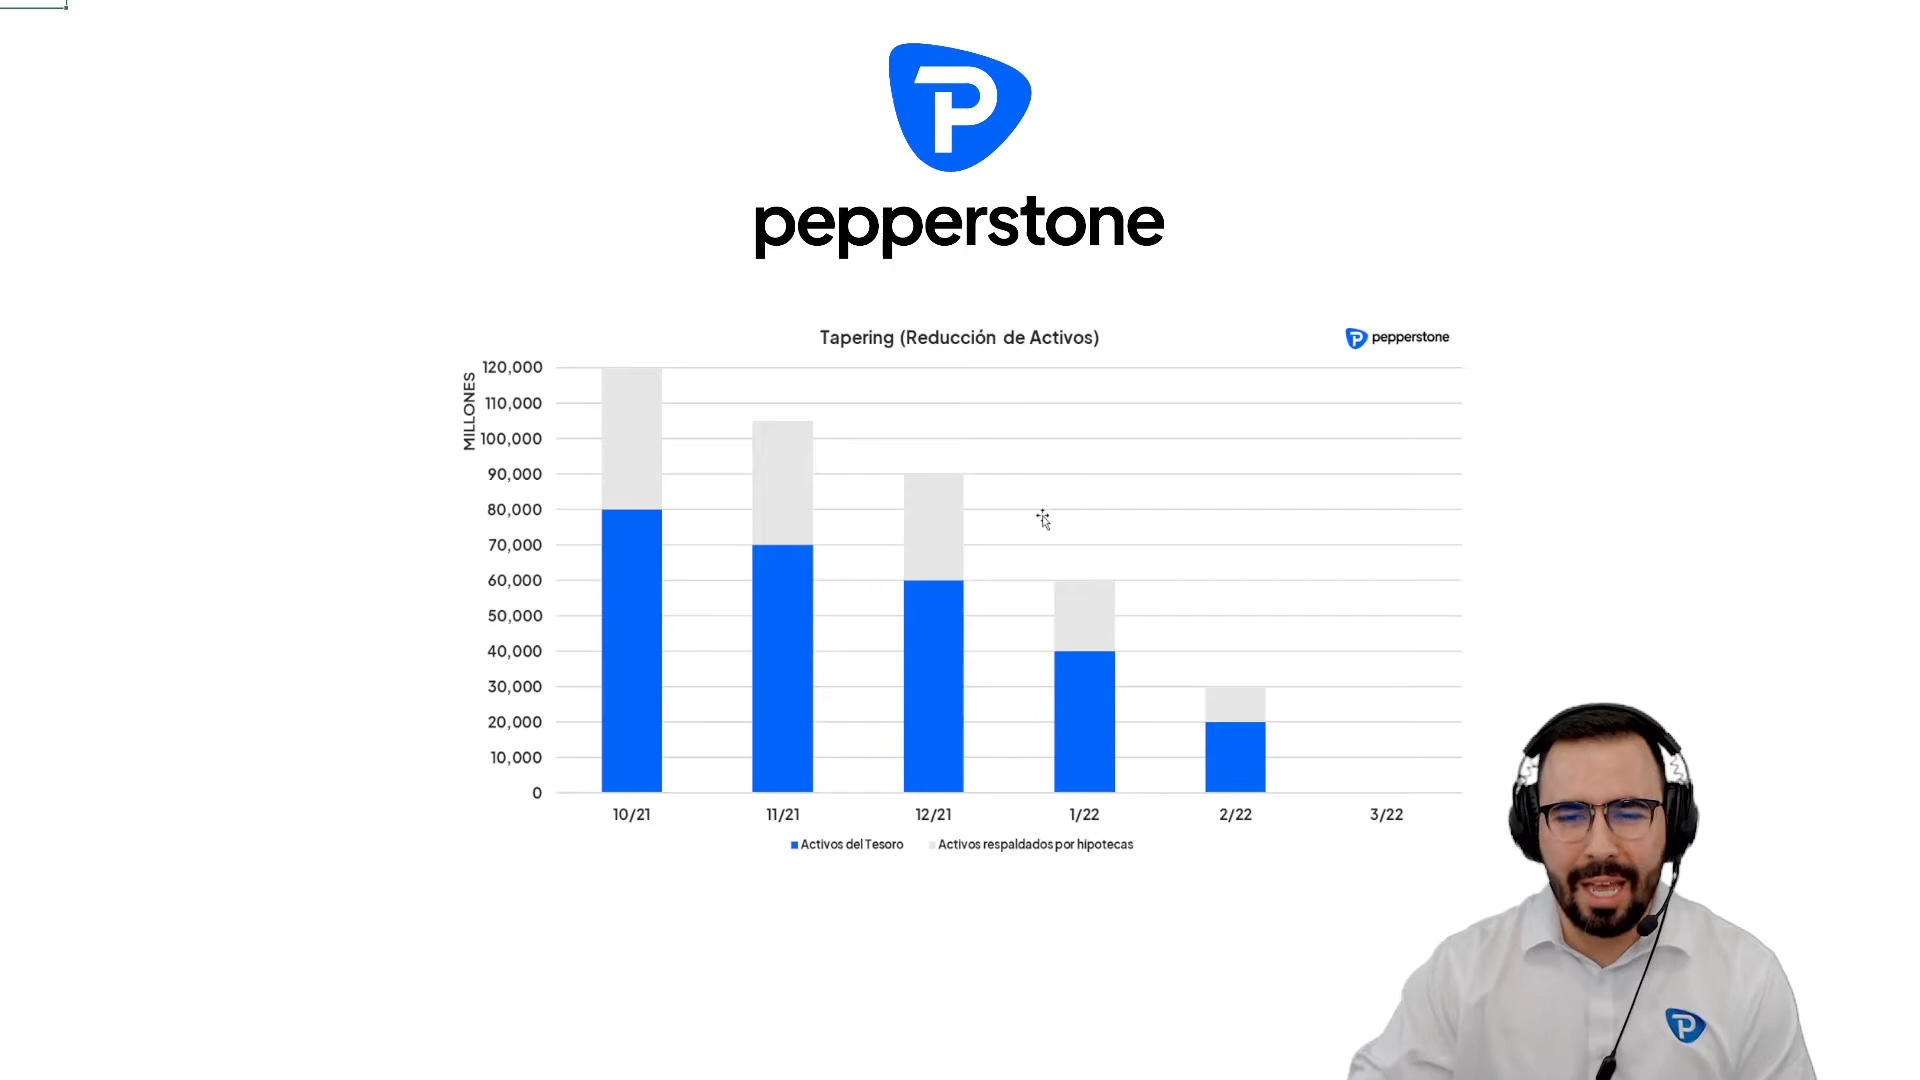 pepperstone
Tapering (Reducción de Activos)
pepperstone
MILLONES
120,000
110,000
100,000
90,000
80,000
70,000
60,000
50,000
40,000
30,000
20,000
10,000
0
10/21 11/21 12/21 1/22 2/22 3/22
Activos del Tesoro Activos respaldados por hipotecas